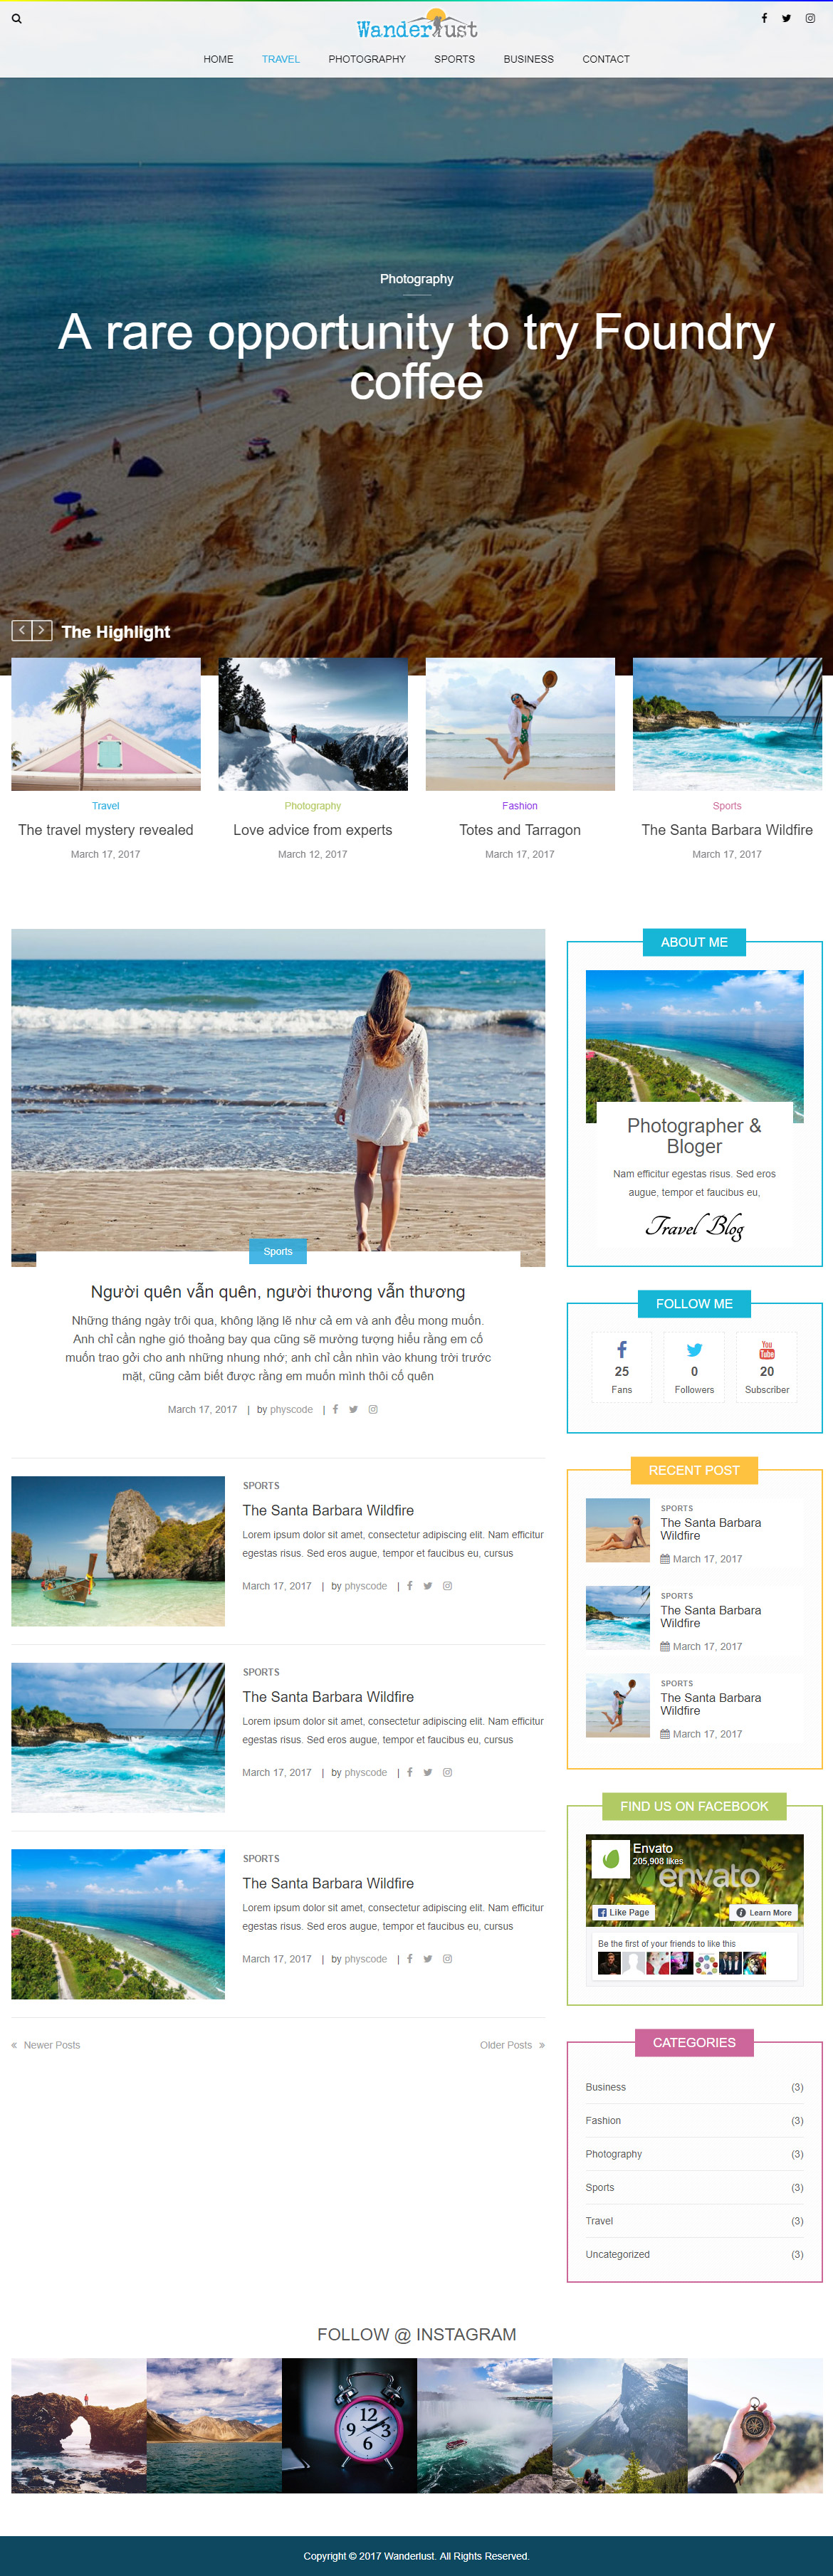 Wanderlust
HOME TRAVEL PHOTOGRAPHY SPORTS BUSINESS CONTACT
Photography
A rare opportunity to try Foundry
coffee
The Highlight
Travel
The travel mystery revealed
March 17, 2017
Photography
Love advice from experts
March 12, 2017
Fashion
Totes and Tarragon
March 17, 2017
Sports
The Santa Barbara Wildfire
March 17, 2017
Sports
Người quên vẫn quên, người thương vẫn thương
Những tháng ngày trôi qua, không lặng lẽ như cả em và anh đều mong muốn.
Anh chỉ cần nghe gió thoảng bay qua cũng sẽ mường tượng hiểu rằng em cố
muốn trao gởi cho anh những nhung nhớ; anh chỉ cần nhìn vào khung trời trước
mặt, cũng cảm biết được rằng em muốn mình thôi cố quên
March 17, 2017 | by physcode |
SPORTS
The Santa Barbara Wildfire
Lorem ipsum dolor sit amet, consectetur adipiscing elit. Nam efficitur
egestas risus. Sed eros augue, tempor et faucibus eu, cursus
March 17, 2017 | by physcode |
SPORTS
The Santa Barbara Wildfire
Lorem ipsum dolor sit amet, consectetur adipiscing elit. Nam efficitur
egestas risus. Sed eros augue, tempor et faucibus eu, cursus
March 17, 2017 | by physcode |
SPORTS
The Santa Barbara Wildfire
Lorem ipsum dolor sit amet, consectetur adipiscing elit. Nam efficitur
egestas risus. Sed eros augue, tempor et faucibus eu, cursus
March 17, 2017 | by physcode |
« Newer Posts
Older Posts »
ABOUT ME
Photographer &
Bloger
Nam efficitur egestas risus. Sed eros
augue, tempor et faucibus eu,
Travel Blog
FOLLOW ME
25
Fans
0
Followers
You
Tube
20
Subscriber
RECENT POST
SPORTS
The Santa Barbara
Wildfire
March 17, 2017
SPORTS
The Santa Barbara
Wildfire
March 17, 2017
SPORTS
The Santa Barbara
Wildfire
March 17, 2017
FIND US ON FACEBOOK
Envato
205,908 likes
envato
Like Page
Learn More
Be the first of your friends to like this
CATEGORIES
Business (3)
Fashion (3)
Photography (3)
Sports (3)
Travel (3)
Uncategorized (3)
FOLLOW @ INSTAGRAM
12
9 3
6
Copyright © 2017 Wanderlust. All Rights Reserved.